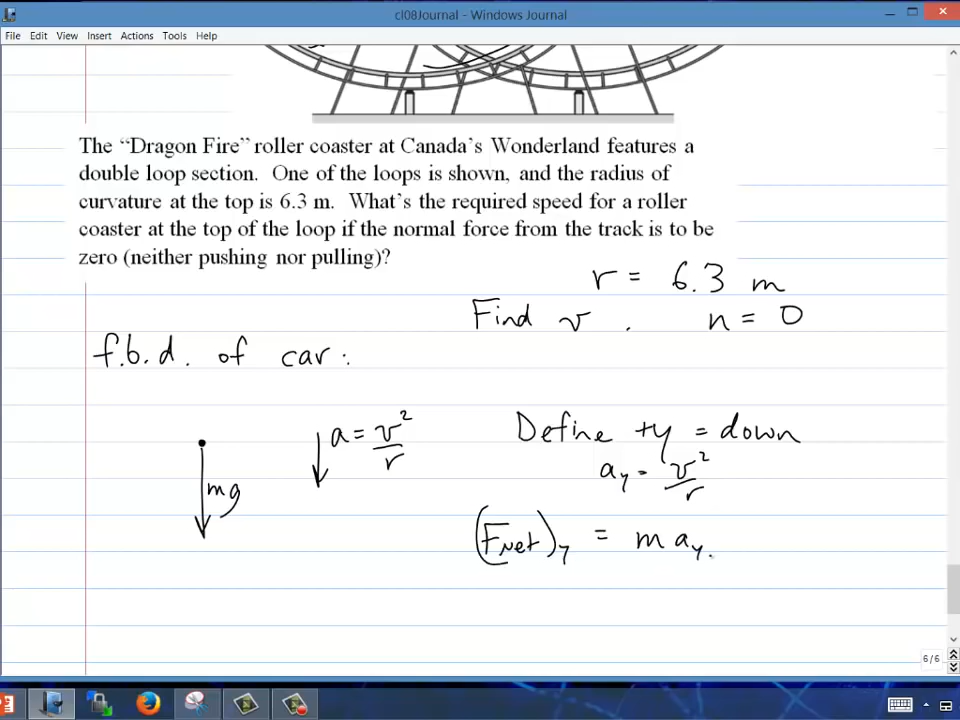 cl08Journal - Windows Journal
File Edit View Insert Actions Tools Help
The “Dragon Fire” roller coaster at Canada’s Wonderland features a
double loop section. One of the loops is shown, and the radius of
curvature at the top is 6.3 m. What’s the required speed for a roller
coaster at the top of the loop if the normal force from the track is to be
zero (neither pushing nor pulling)?
r = 6.3 m
Find v . n = 0
f.b.d. of car:
a = v²/r
Define +y = down
a_y = v²/r
mg
(F_Net)_y = m a_y.
6/6